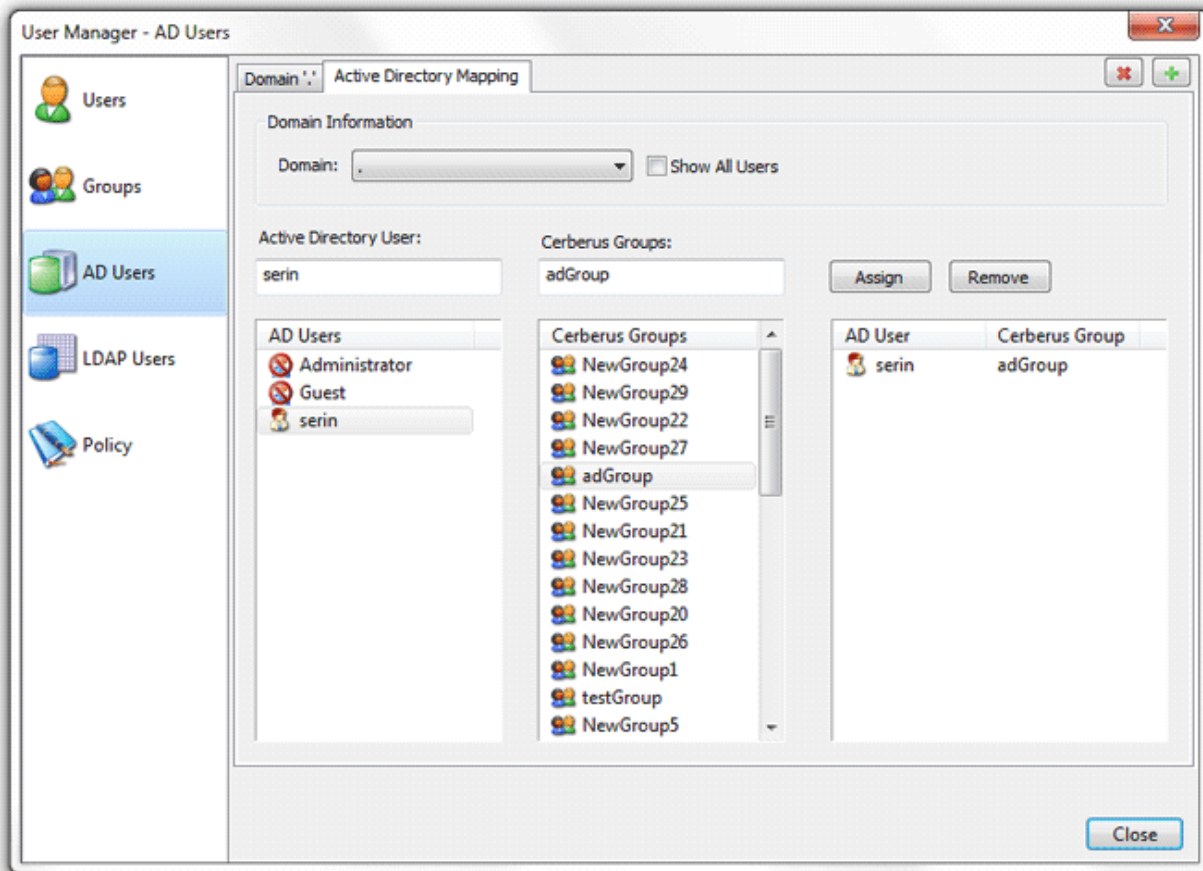 User Manager - AD Users
Users
Groups
AD Users
LDAP Users
Policy
Domain '.'
Active Directory Mapping
Domain Information
Domain:
.
Show All Users
Active Directory User:
serin
Cerberus Groups:
adGroup
Assign
Remove
AD Users
Administrator
Guest
serin
Cerberus Groups
NewGroup24
NewGroup29
NewGroup22
NewGroup27
adGroup
NewGroup25
NewGroup21
NewGroup23
NewGroup28
NewGroup20
NewGroup26
NewGroup1
testGroup
NewGroup5
AD User Cerberus Group
serin adGroup
Close